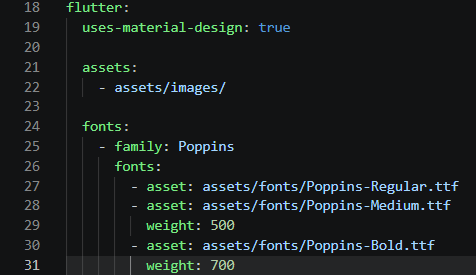 18 flutter:
19   uses-material-design: true
20
21   assets:
22     - assets/images/
23
24   fonts:
25     - family: Poppins
26       fonts:
27         - asset: assets/fonts/Poppins-Regular.ttf
28         - asset: assets/fonts/Poppins-Medium.ttf
29           weight: 500
30         - asset: assets/fonts/Poppins-Bold.ttf
31           weight: 700